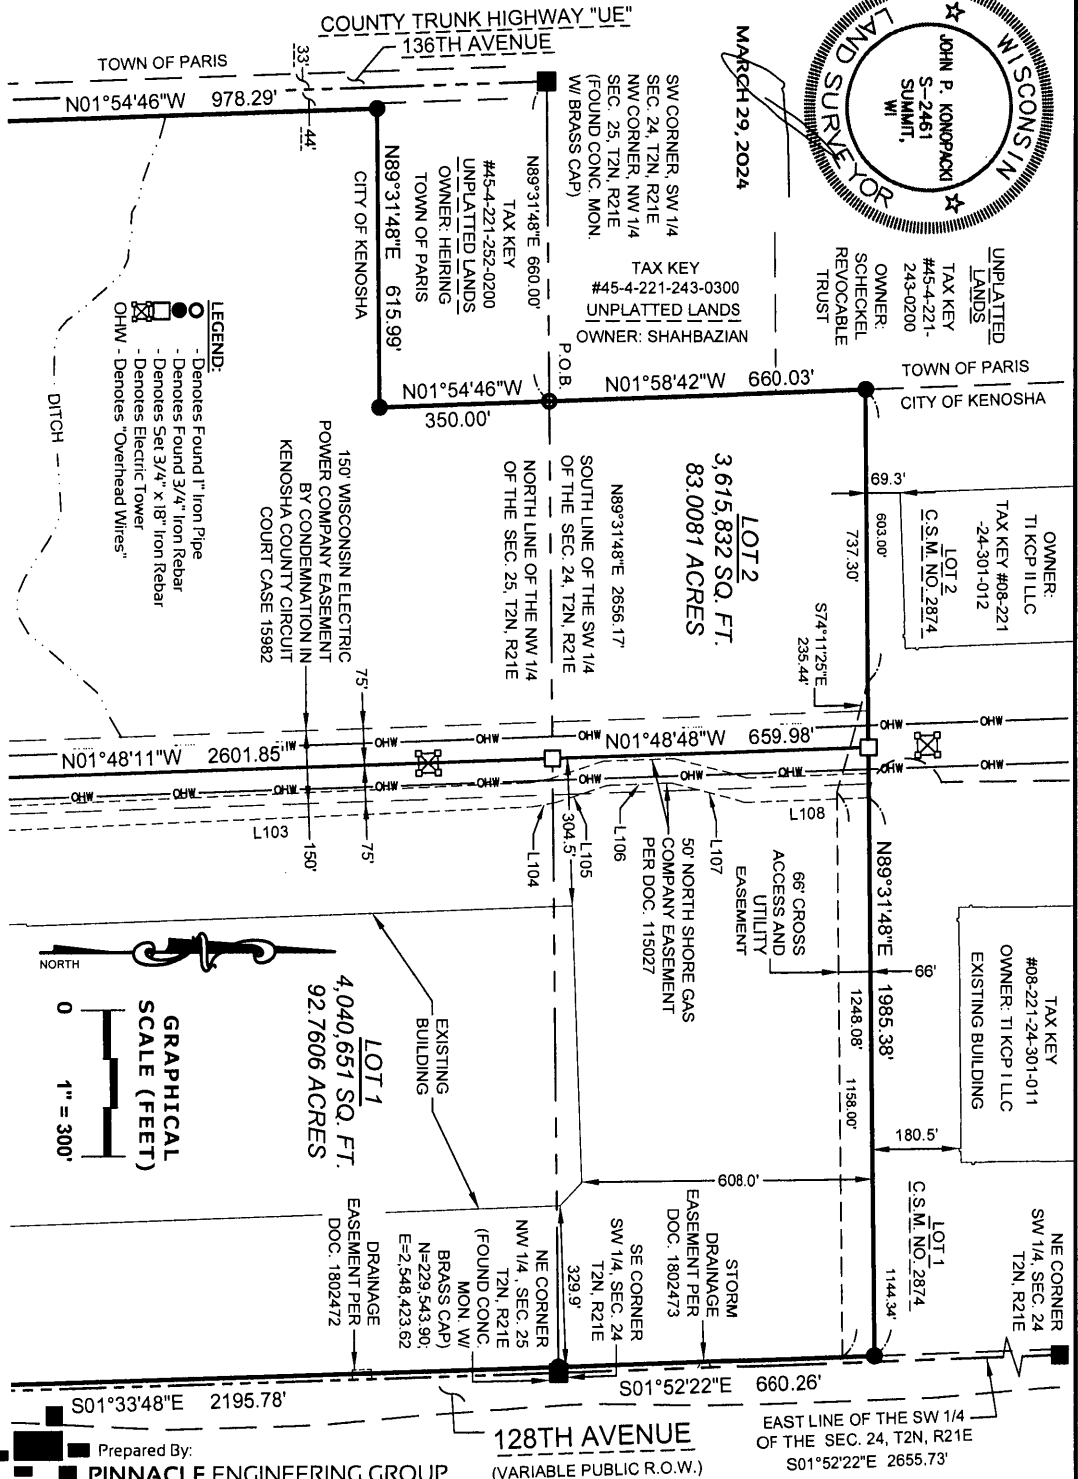 COUNTY TRUNK HIGHWAY "UE"
136TH AVENUE
TOWN OF PARIS
N01°54'46"W 978.29'
33'
44'
N89°31'48"E 615.99'
CITY OF KENOSHA
N89°31'48"E 660.00'
TAX KEY
#45-4-221-252-0200
UNPLATTED LANDS
OWNER: HEIRING
TOWN OF PARIS
SW CORNER, SW 1/4
SEC. 24, T2N, R21E
NW CORNER, NW 1/4
SEC. 25, T2N, R21E
(FOUND CONC. MON.
W/ BRASS CAP)
MARCH 29, 2024
WISCONSIN
JOHN P. KONOPACKI
S-2461
SUMMIT,
WI
LAND SURVEYOR
TAX KEY
#45-4-221-243-0300
UNPLATTED LANDS
OWNER: SHAHBAZIAN
UNPLATTED
LANDS
TAX KEY
#45-4-221-
243-0200
OWNER:
SCHECKEL
REVOCABLE
TRUST
TOWN OF PARIS
CITY OF KENOSHA
P.O.B.
N01°54'46"W
350.00'
N01°58'42"W 660.03'
LEGEND:
- Denotes Found 1" Iron Pipe
- Denotes Found 3/4" Iron Rebar
- Denotes Set 3/4" x 18" Iron Rebar
- Denotes Electric Tower
OHW - Denotes "Overhead Wires"
DITCH
150' WISCONSIN ELECTRIC
POWER COMPANY EASEMENT
BY CONDEMNATION IN
KENOSHA COUNTY CIRCUIT
COURT CASE 15982
N89°31'48"E 2656.17'
SOUTH LINE OF THE SW 1/4
OF THE SEC. 24, T2N, R21E
NORTH LINE OF THE NW 1/4
OF THE SEC. 25, T2N, R21E
LOT 2
3,615,832 SQ. FT.
83.0081 ACRES
69.3'
603.00'
737.30'
LOT 2
C.S.M. NO. 2874
OWNER:
TI KCP II LLC
TAX KEY #08-221
-24-301-012
S74°11'25"E
235.44'
75'
N01°48'11"W 2601.85'
N01°48'48"W 659.98'
OHW
OHW
OHW
OHW
OHW
OHW
OHW
OHW
OHW
OHW
OHW
OHW
OHW
OHW
L103
150'
75'
L104
304.5'
L105
L106
L107
L108
50' NORTH SHORE GAS
COMPANY EASEMENT
PER DOC. 115027
66' CROSS
ACCESS AND
UTILITY
EASEMENT
N89°31'48"E 1985.38'
66'
1248.08'
1158.00'
1144.34'
TAX KEY
#08-221-24-301-011
OWNER: TI KCP I LLC
EXISTING BUILDING
180.5'
LOT 1
C.S.M. NO. 2874
NE CORNER
SW 1/4, SEC. 24
T2N, R21E
NORTH
GRAPHICAL
SCALE (FEET)
0
1" = 300'
LOT 1
4,040,651 SQ. FT.
92.7606 ACRES
EXISTING
BUILDING
608.0'
329.9'
DRAINAGE
EASEMENT PER
DOC. 1802472
NE CORNER
NW 1/4 , SEC. 25
T2N, R21E
(FOUND CONC.
MON. W/
BRASS CAP)
N=229,543.90;
E=2,548,423.62
SE CORNER
SW 1/4, SEC. 24
T2N, R21E
STORM
DRAINAGE
EASEMENT PER
DOC. 1802473
S01°33'48"E 2195.78'
S01°52'22"E 660.26'
128TH AVENUE
(VARIABLE PUBLIC R.O.W.)
EAST LINE OF THE SW 1/4
OF THE SEC. 24, T2N, R21E
S01°52'22"E 2655.73'
Prepared By:
PINNACLE ENGINEERING GROUP